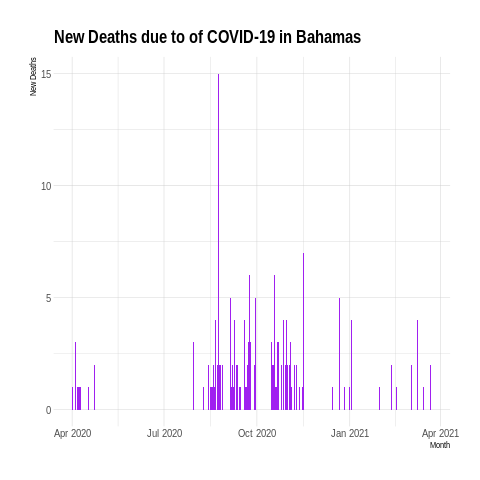 New Deaths due to of COVID-19 in Bahamas
New Deaths
15
10
5
0
Apr 2020 Jul 2020 Oct 2020 Jan 2021 Apr 2021
Month